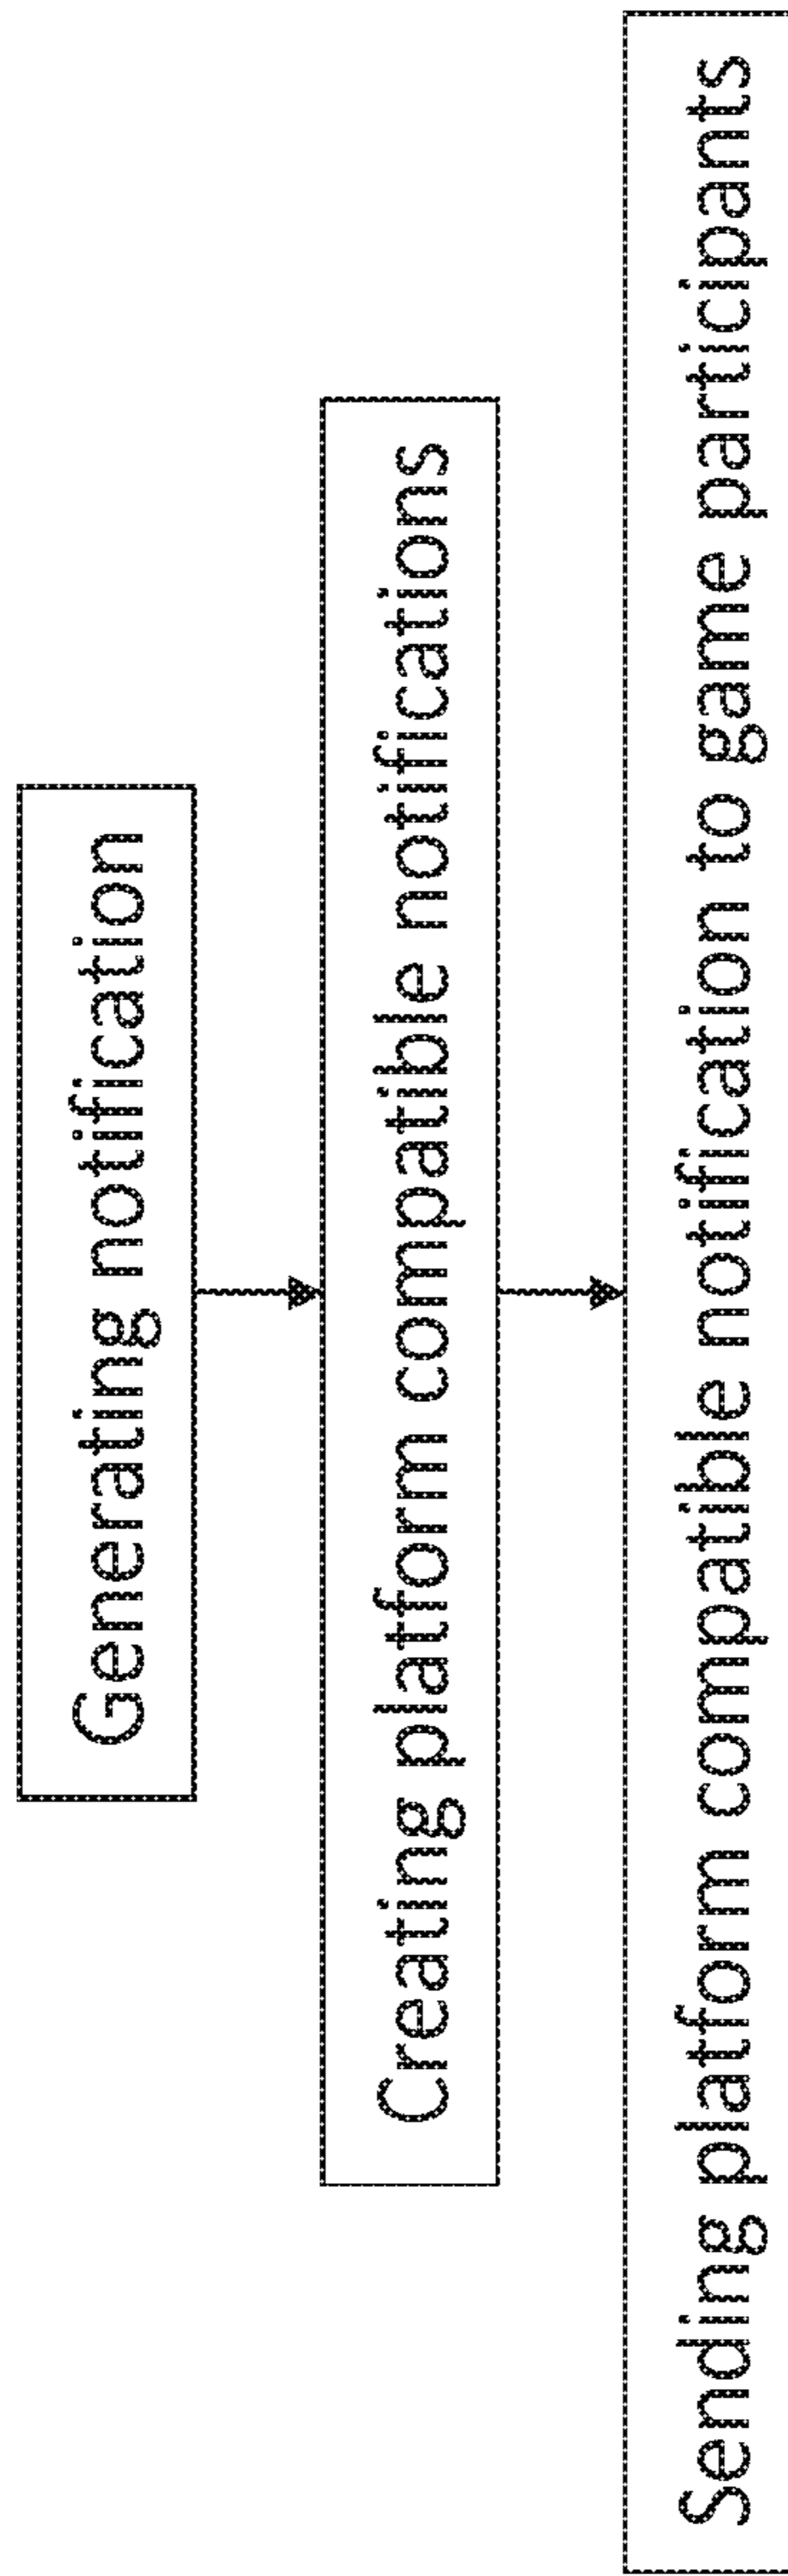 Generating notification
Creating platform compatible notifications
Sending platform compatible notification to game participants